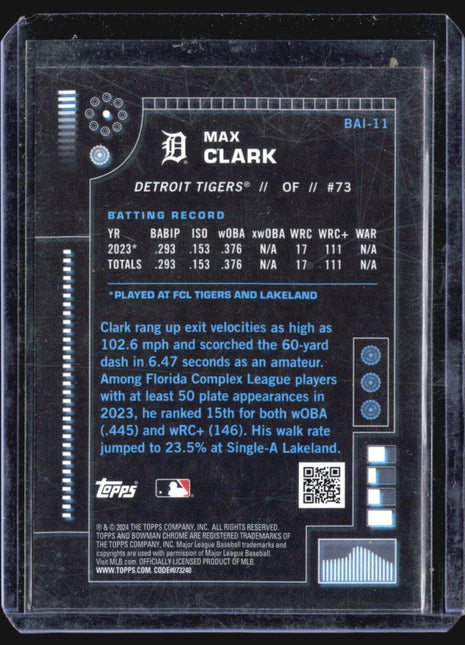 BAI-11
D
MAX
CLARK
DETROIT TIGERS® // OF // #73
BATTING RECORD
YR BABIP ISO wOBA xwOBA WRC WRC+ WAR
2023* .293 .153 .376 N/A 17 111 N/A
TOTALS .293 .153 .376 N/A 17 111 N/A
*PLAYED AT FCL TIGERS AND LAKELAND
Clark rang up exit velocities as high as
102.6 mph and scorched the 60-yard
dash in 6.47 seconds as an amateur.
Among Florida Complex League players
with at least 50 plate appearances in
2023, he ranked 15th for both wOBA
(.445) and wRC+ (146). His walk rate
jumped to 23.5% at Single-A Lakeland.
Topps
® & © 2024 THE TOPPS COMPANY, INC. ALL RIGHTS RESERVED.
TOPPS AND BOWMAN CHROME ARE REGISTERED TRADEMARKS OF
THE TOPPS COMPANY, INC. Major League Baseball trademarks and
copyrights are used with permission of Major League Baseball.
Visit MLB.com. OFFICIALLY LICENSED PRODUCT OF MLB.
WWW.TOPPS.COM. CODE#073240